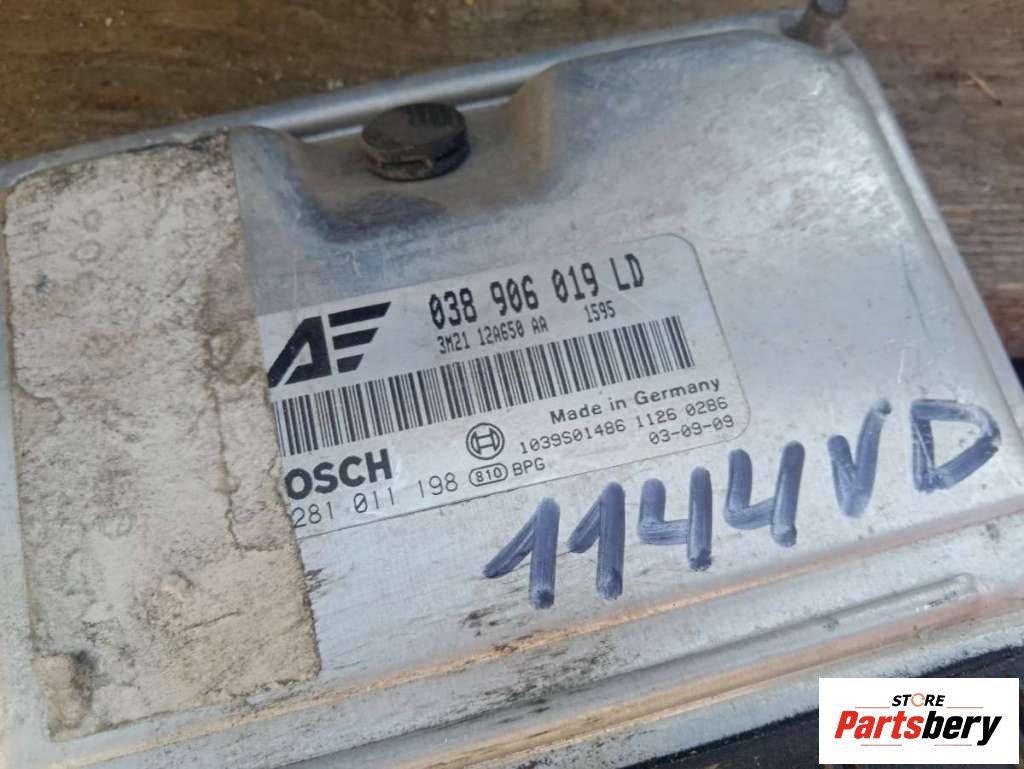 038 906 019 LD
3M21 12A650 AA 1595
Made in Germany
1039S01486 1126 0286
OSCH 810 BPG 03-09-09
281 011 198
1144VD
STORE
Partsbery